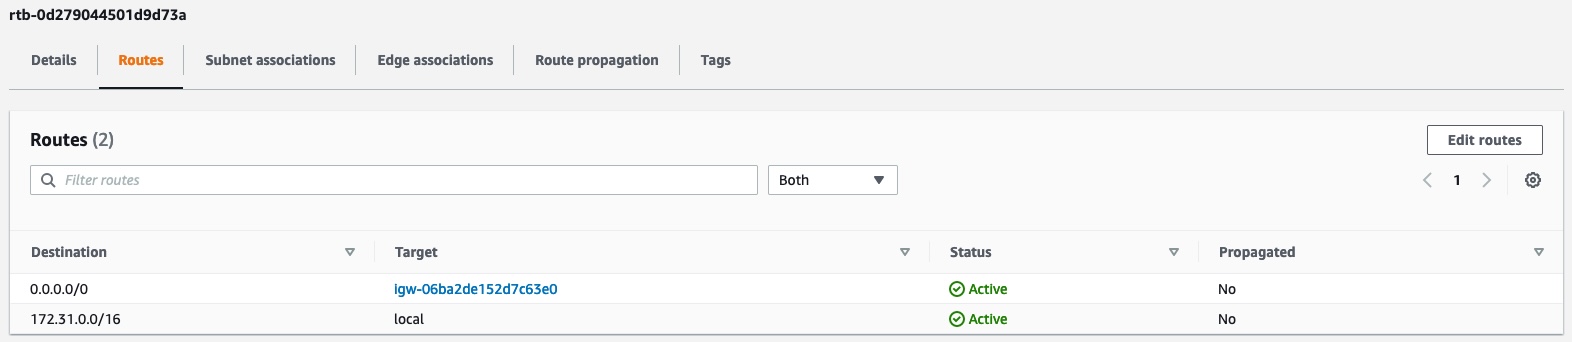 rtb-0d279044501d9d73a
Details Routes Subnet associations Edge associations Route propagation Tags
Routes (2) Edit routes
Filter routes Both 1
Destination Target Status Propagated
0.0.0.0/0 igw-06ba2de152d7c63e0 Active No
172.31.0.0/16 local Active No